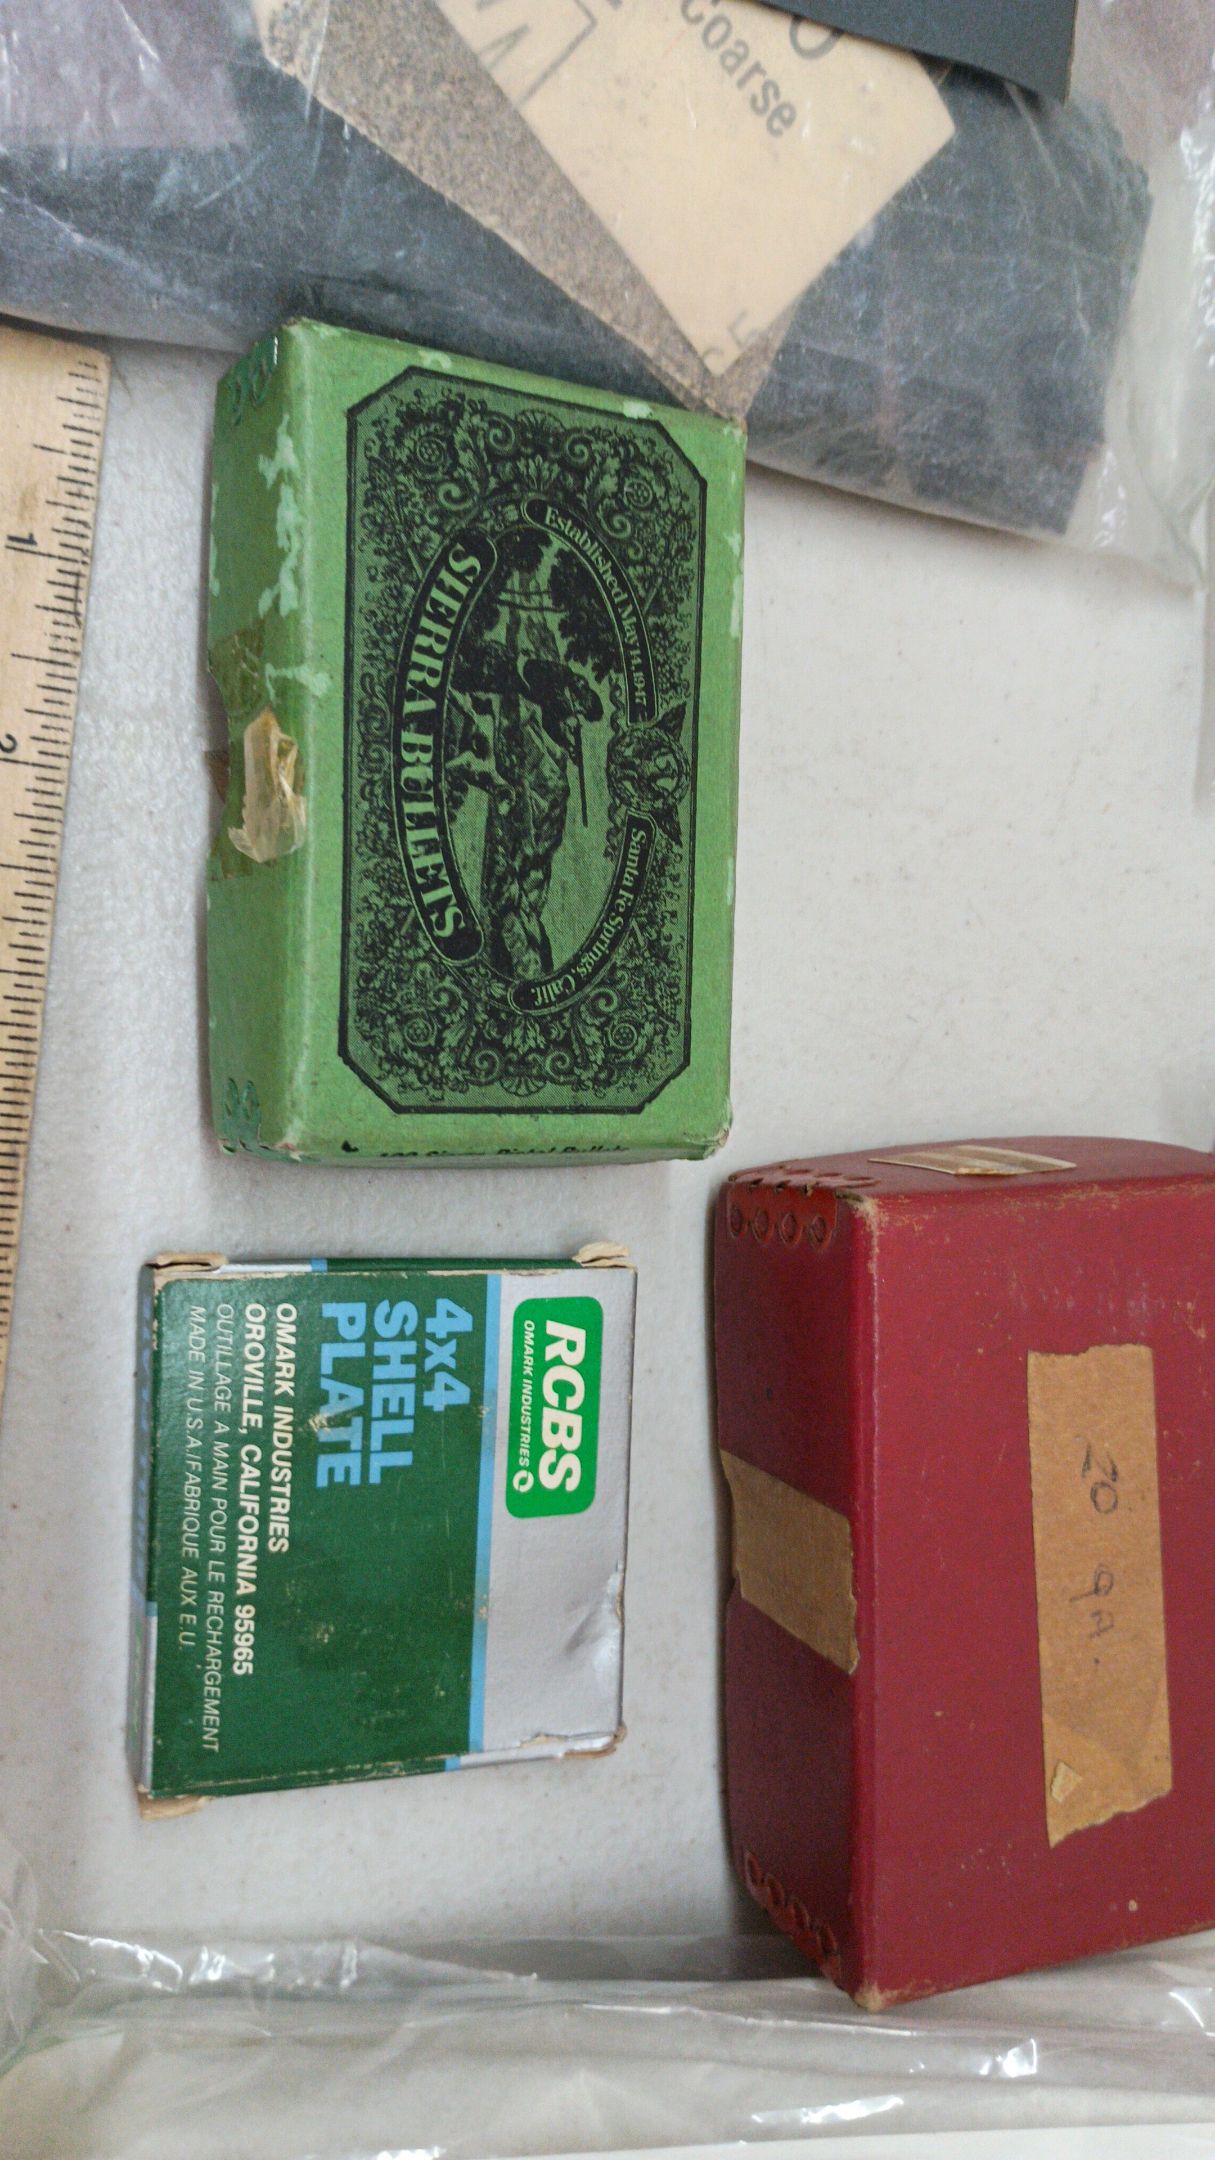 Coarse
1
2
Established May 14, 1947
SIERRA BULLETS
Santa Fe Springs, Calif.
RCBS
OMARK INDUSTRIES
4x4
SHELL
PLATE
OMARK INDUSTRIES
OROVILLE, CALIFORNIA 95965
OUTILLAGE A MAIN POUR LE RECHARGEMENT
MADE IN U.S.A./FABRIQUE AUX E.U.
20 ga.